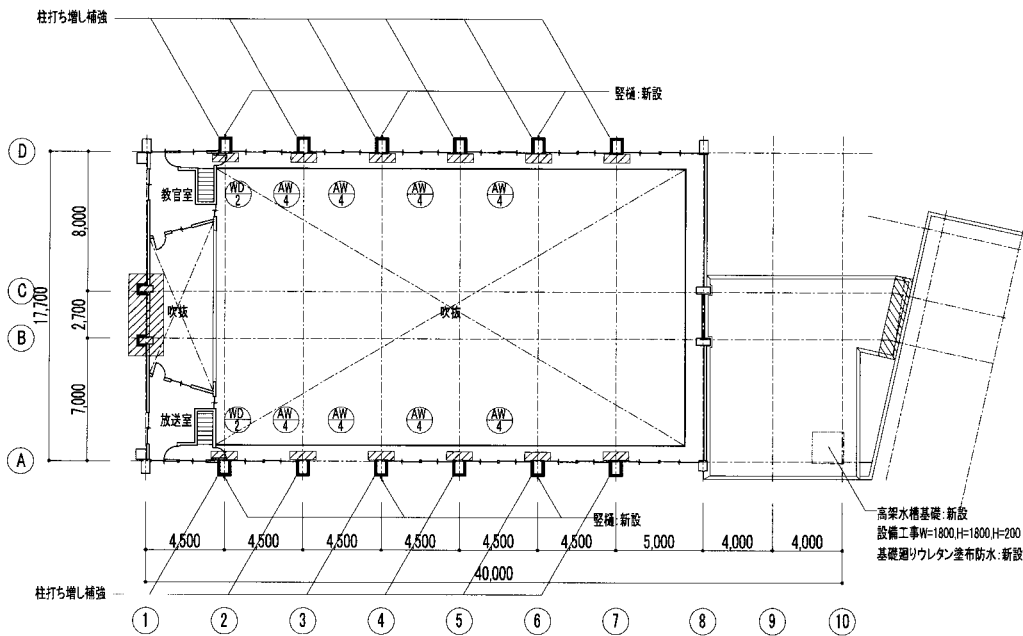 柱打ち増し補強
竪樋:新設
D
教官室
WD 2
AW 4
AW 4
AW 4
AW 4
8,000
C
17,700
2,700
吹抜
吹抜
B
7,000
放送室
WD 2
AW 4
AW 4
AW 4
AW 4
A
竪樋:新設
高架水槽基礎:新設
設備工事W=1800,H=1800,H=200
基礎廻りウレタン塗布防水:新設
4,500 4,500 4,500 4,500 4,500 4,500 5,000 4,000 4,000
40,000
柱打ち増し補強
1 2 3 4 5 6 7 8 9 10